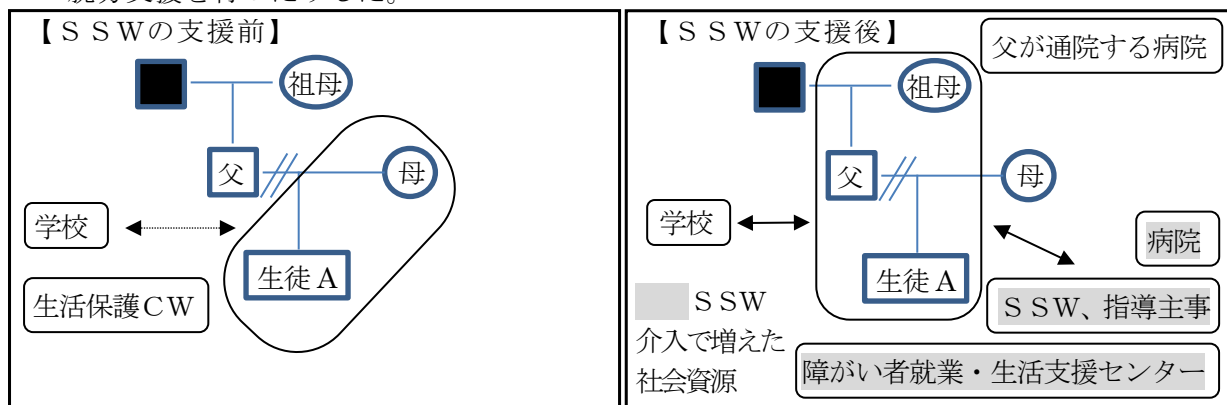 【ＳＳＷの支援前】
祖母
父
母
学校
生徒Ａ
生活保護ＣＷ
【ＳＳＷの支援後】
父が通院する病院
祖母
父
母
学校
病院
生徒Ａ
ＳＳＷ
ＳＳＷ、指導主事
介入で増えた
社会資源
障がい者就業・生活支援センター